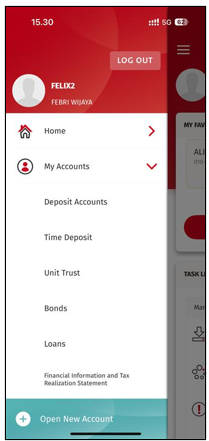 15.30
5G 62
LOG OUT
FELIX2
FEBRI WIJAYA
MY FAV
Home
ALI
My Accounts
Deposit Accounts
Time Deposit
Unit Trust
TASK LI
Bonds
Mar
Loans
Financial Information and Tax
Realization Statement
Open New Account